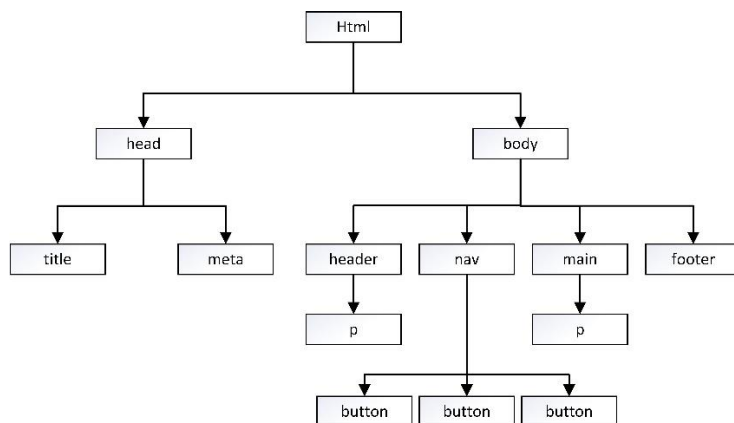 Html
head
body
title
meta
header
nav
main
footer
p
p
button
button
button